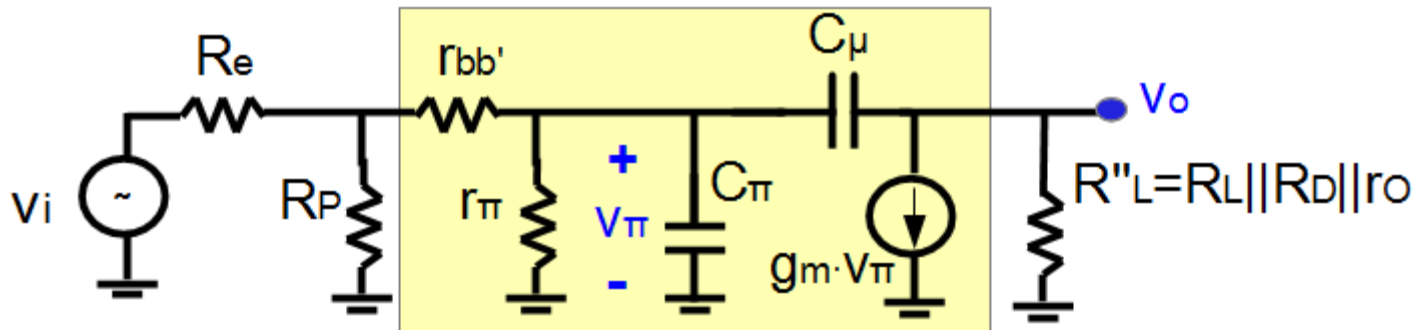 Re
rbb'
Cμ
vo
vi
RP
rπ
+
vπ
-
Cπ
gm·vπ
R"L=RL||RD||rO
~